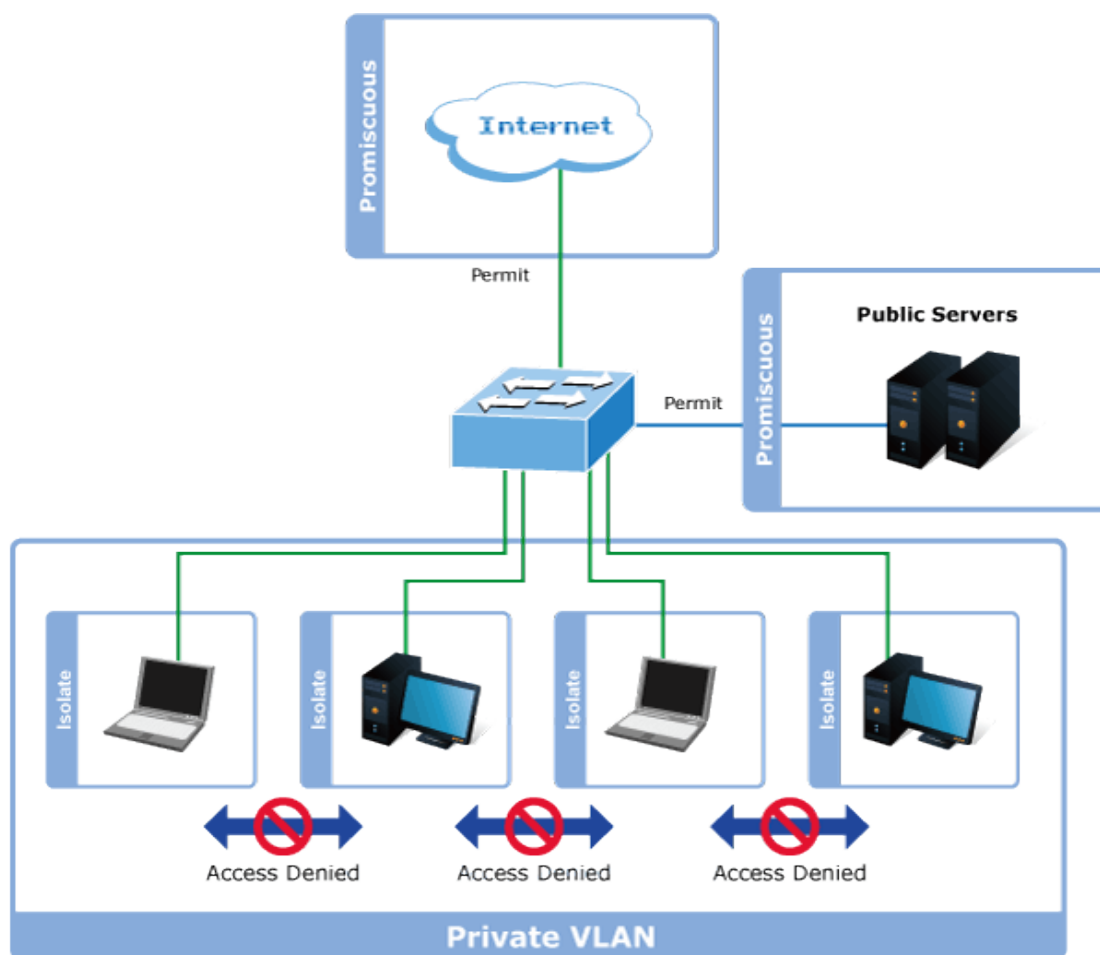 Promiscuous
Internet
Permit
Promiscuous
Public Servers
Permit
Isolate
Isolate
Isolate
Isolate
Access Denied
Access Denied
Access Denied
Private VLAN